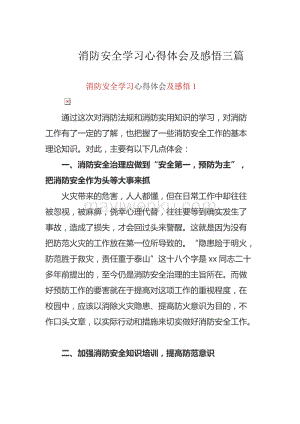 消防安全学习心得体会及感悟三篇
消防安全学习心得体会及感悟 1
通过这次对消防法规和消防实用知识的学习，对消防
工作有了一定的了解，也把握了一些消防安全工作的基本
理论知识。对此，主要有以下几点体会：
一、消防安全治理应做到“安全第一，预防为主”，
把消防安全作为头等大事来抓
火灾带来的危害，人人都懂，但在日常工作中却往往
被忽视，被麻痹，侥幸心理代替，往往要等到确实发生了事
故，造成了损失，才会回过头来警醒。这就是因为没有
把防范火灾的工作放在第一位所导致的。“隐患险于明火，
防范胜于救灾，责任重于泰山”这十八个字是 xx 同志二十
多年前提出的，至今仍是消防安全治理的主旨所在。而做
好预防工作的要害就在于提高对这项工作的重视程度，在
校园中，应该以消除火灾隐患、提高防火意识为目的，不
作口头文章，以实际行动和措施来切实做好消防安全工作。
二、加强消防安全知识培训，提高防范意识